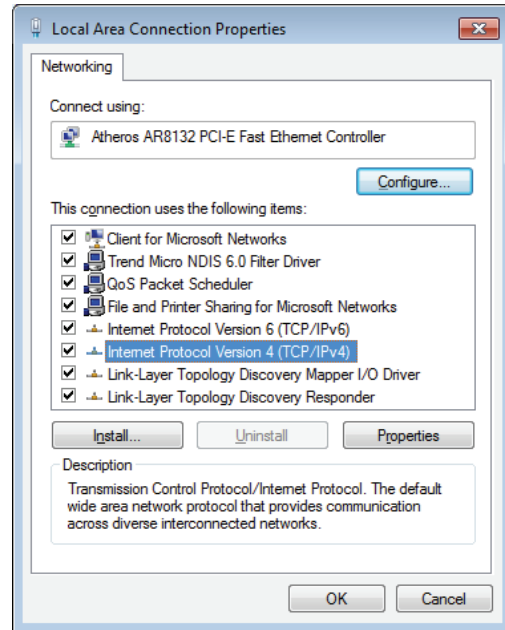 Local Area Connection Properties
Networking
Connect using:
Atheros AR8132 PCI-E Fast Ethernet Controller
Configure...
This connection uses the following items:
Client for Microsoft Networks
Trend Micro NDIS 6.0 Filter Driver
QoS Packet Scheduler
File and Printer Sharing for Microsoft Networks
Internet Protocol Version 6 (TCP/IPv6)
Internet Protocol Version 4 (TCP/IPv4)
Link-Layer Topology Discovery Mapper I/O Driver
Link-Layer Topology Discovery Responder
Install... Uninstall Properties
Description
Transmission Control Protocol/Internet Protocol. The default
wide area network protocol that provides communication
across diverse interconnected networks.
OK Cancel